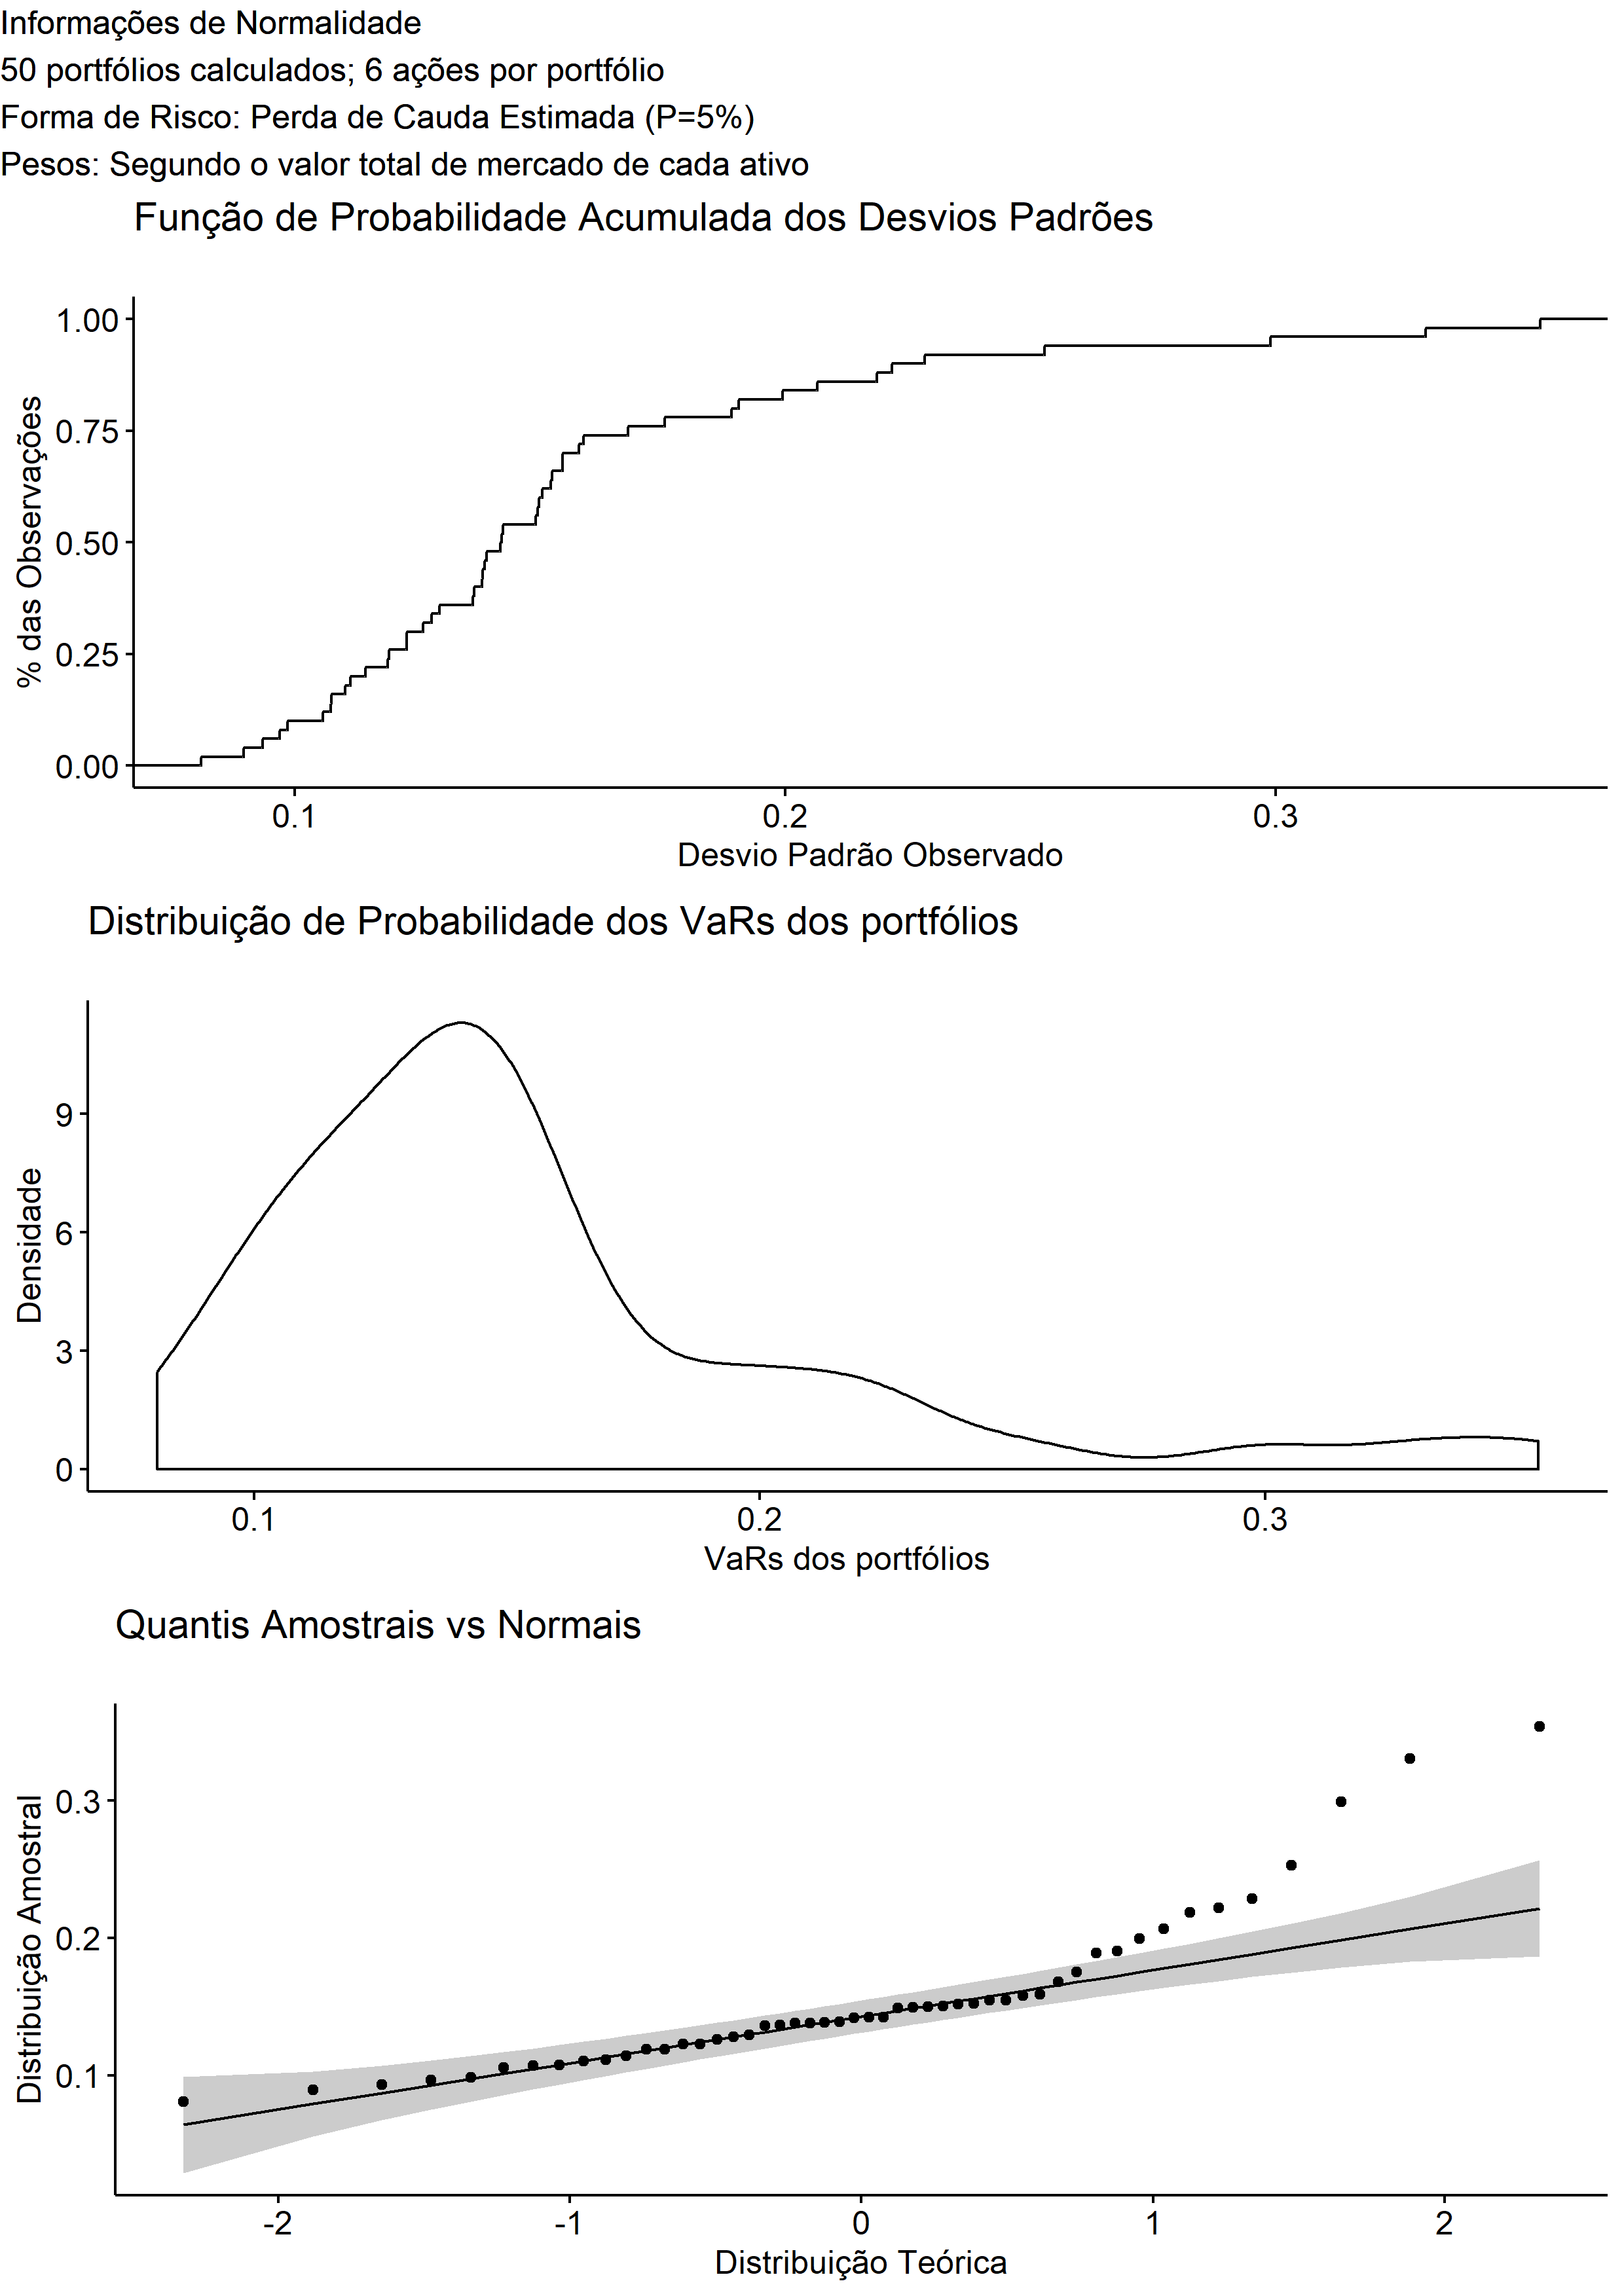 Informações de Normalidade
50 portfólios calculados; 6 ações por portfólio
Forma de Risco: Perda de Cauda Estimada (P=5%)
Pesos: Segundo o valor total de mercado de cada ativo
Função de Probabilidade Acumulada dos Desvios Padrões
% das Observações
1.00
0.75
0.50
0.25
0.00
0.1 0.2 0.3
Desvio Padrão Observado
Distribuição de Probabilidade dos VaRs dos portfólios
Densidade
9
6
3
0
0.1 0.2 0.3
VaRs dos portfólios
Quantis Amostrais vs Normais
Distribuição Amostral
0.3
0.2
0.1
-2 -1 0 1 2
Distribuição Teórica